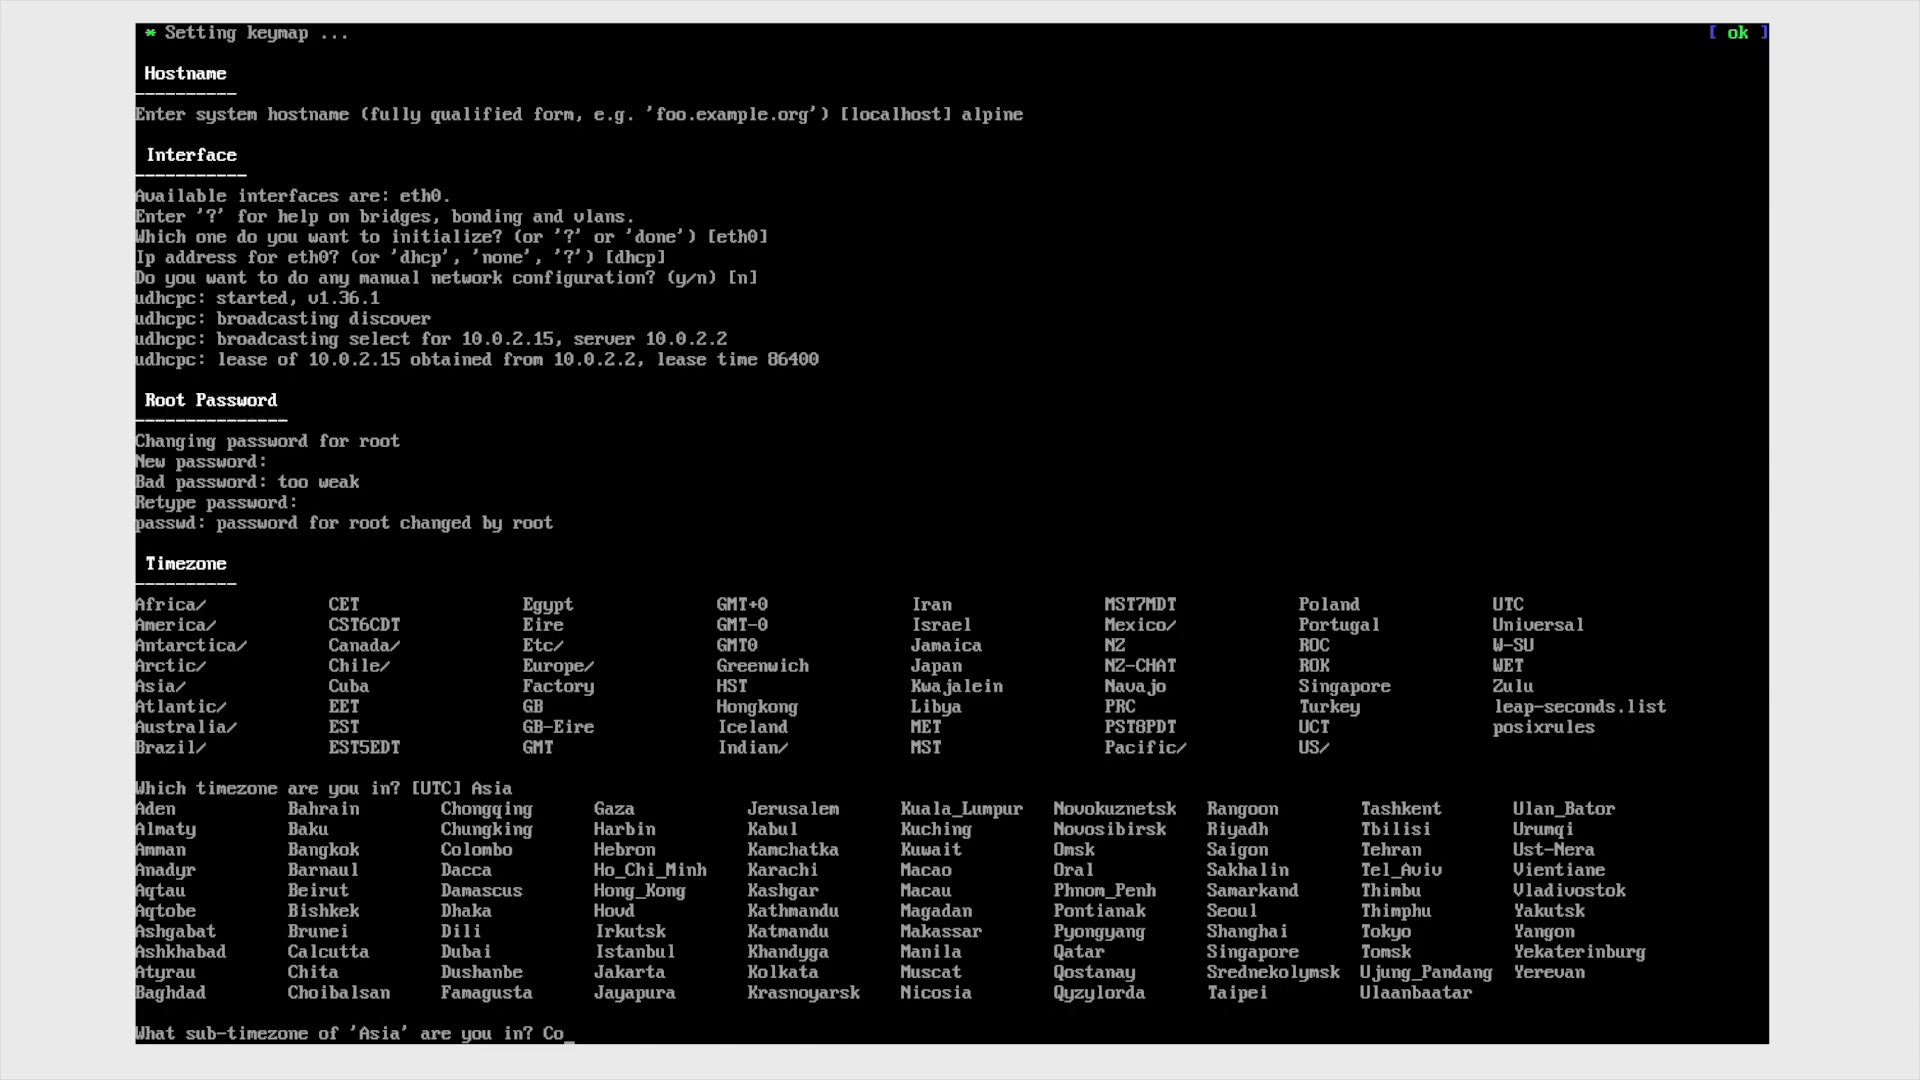 * Setting keymap ... [ ok ]
Hostname
----------
Enter system hostname (fully qualified form, e.g. 'foo.example.org') [localhost] alpine
Interface
-----------
Available interfaces are: eth0.
Enter '?' for help on bridges, bonding and vlans.
Which one do you want to initialize? (or '?' or 'done') [eth0]
Ip address for eth0? (or 'dhcp', 'none', '?') [dhcp]
Do you want to do any manual network configuration? (y/n) [n]
udhcpc: started, v1.36.1
udhcpc: broadcasting discover
udhcpc: broadcasting select for 10.0.2.15, server 10.0.2.2
udhcpc: lease of 10.0.2.15 obtained from 10.0.2.2, lease time 86400
Root Password
---------------
Changing password for root
New password:
Bad password: too weak
Retype password:
passwd: password for root changed by root
Timezone
----------
Africa/ CET Egypt GMT+0 Iran MST7MDT Poland UTC
America/ CST6CDT Eire GMT-0 Israel Mexico/ Portugal Universal
Antarctica/ Canada/ Etc/ GMT0 Jamaica NZ ROC W-SU
Arctic/ Chile/ Europe/ Greenwich Japan NZ-CHAT ROK WET
Asia/ Cuba Factory HST Kwajalein Navajo Singapore Zulu
Atlantic/ EET GB Hongkong Libya PRC Turkey leap-seconds.list
Australia/ EST GB-Eire Iceland MET PST8PDT UCT posixrules
Brazil/ EST5EDT GMT Indian/ MST Pacific/ US/
Which timezone are you in? [UTC] Asia
Aden Bahrain Chongqing Gaza Jerusalem Kuala_Lumpur Novokuznetsk Rangoon Tashkent Ulan_Bator
Almaty Baku Chungking Harbin Kabul Kuching Novosibirsk Riyadh Tbilisi Urumqi
Amman Bangkok Colombo Hebron Kamchatka Kuwait Omsk Saigon Tehran Ust-Nera
Anadyr Barnaul Dacca Ho_Chi_Minh Karachi Macao Oral Sakhalin Tel_Aviv Vientiane
Aqtau Beirut Damascus Hong_Kong Kashgar Macau Phnom_Penh Samarkand Thimbu Vladivostok
Aqtobe Bishkek Dhaka Hovd Kathmandu Magadan Pontianak Seoul Thimphu Yakutsk
Ashgabat Brunei Dili Irkutsk Katmandu Makassar Pyongyang Shanghai Tokyo Yangon
Ashkhabad Calcutta Dubai Istanbul Khandyga Manila Qatar Singapore Tomsk Yekaterinburg
Atyrau Chita Dushanbe Jakarta Kolkata Muscat Qostanay Srednekolymsk Ujung_Pandang Yerevan
Baghdad Choibalsan Famagusta Jayapura Krasnoyarsk Nicosia Qyzylorda Taipei Ulaanbaatar
What sub-timezone of 'Asia' are you in? Co_